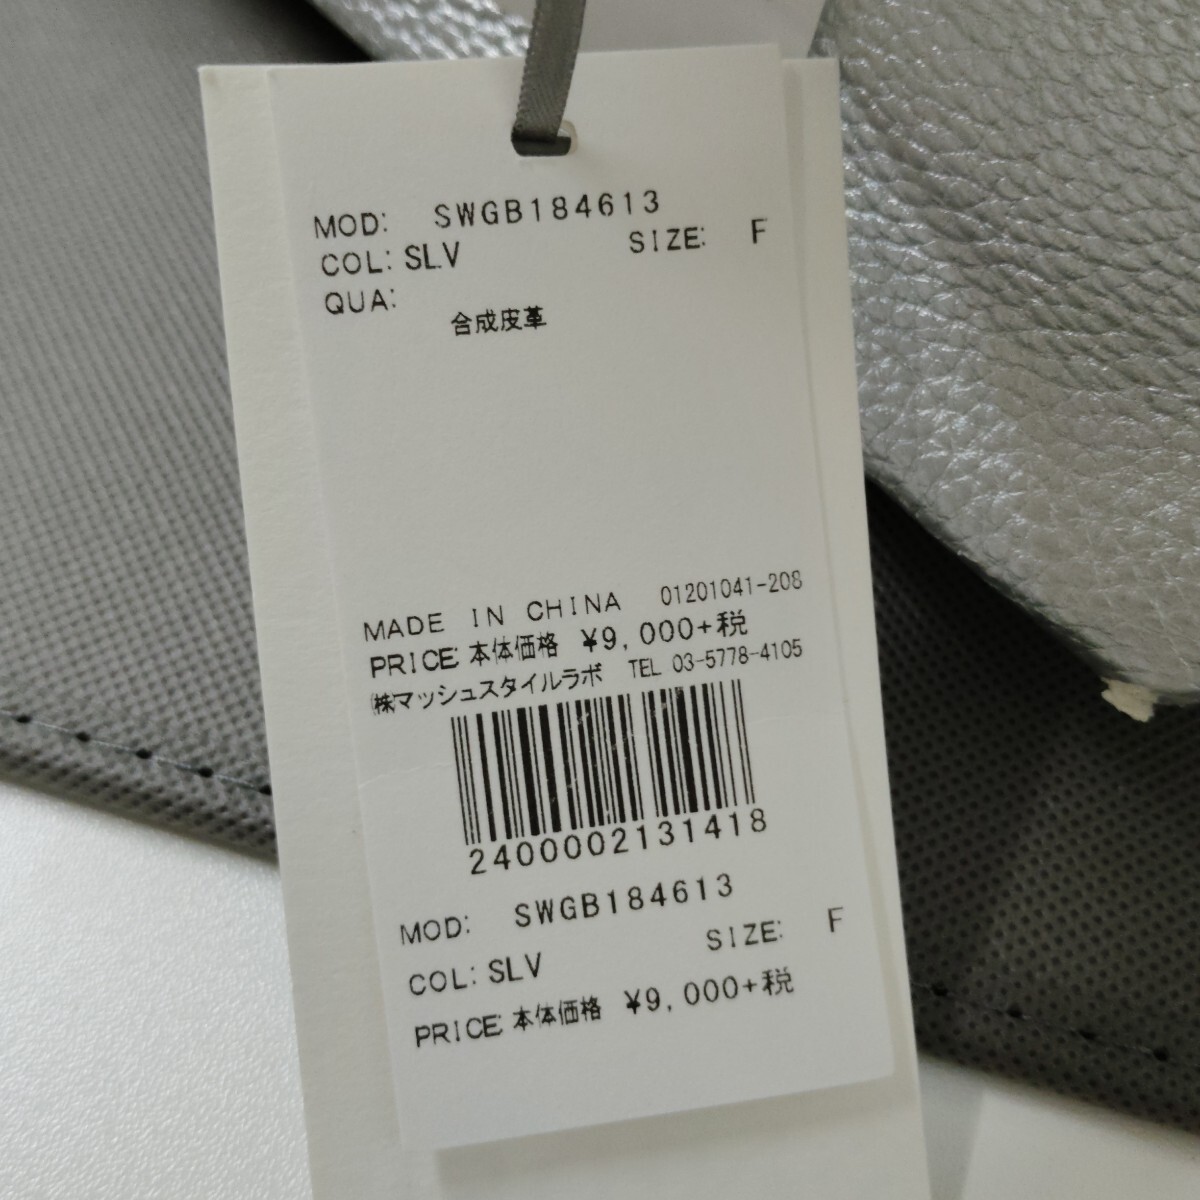 MOD: SWGB184613
COL: SLV SIZE: F
QUA:
合成皮革
MADE IN CHINA 01201041-208
PRICE: 本体価格 ¥9,000+税
㈱マッシュスタイルラボ TEL 03-5778-4105
2400002131418
MOD: SWGB184613
COL: SLV SIZE: F
PRICE: 本体価格 ¥9,000+税